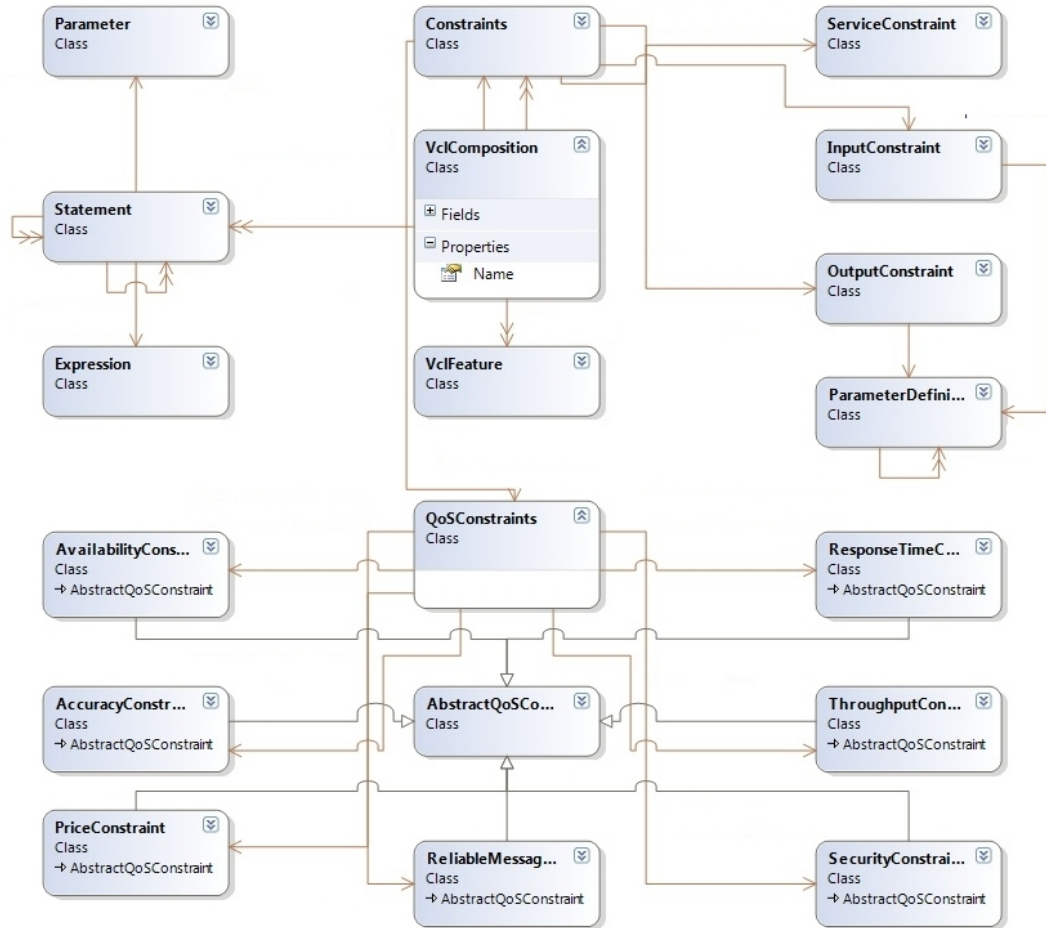 Parameter
Class
Constraints
Class
ServiceConstraint
Class
VclComposition
Class
Fields
Properties
Name
InputConstraint
Class
Statement
Class
OutputConstraint
Class
Expression
Class
VclFeature
Class
ParameterDefini...
Class
QoSConstraints
Class
AvailabilityCons...
Class
AbstractQoSConstraint
ResponseTimeC...
Class
AbstractQoSConstraint
AccuracyConstr...
Class
AbstractQoSConstraint
AbstractQoSCo...
Class
ThroughputCon...
Class
AbstractQoSConstraint
PriceConstraint
Class
AbstractQoSConstraint
ReliableMessag...
Class
AbstractQoSConstraint
SecurityConstrai...
Class
AbstractQoSConstraint